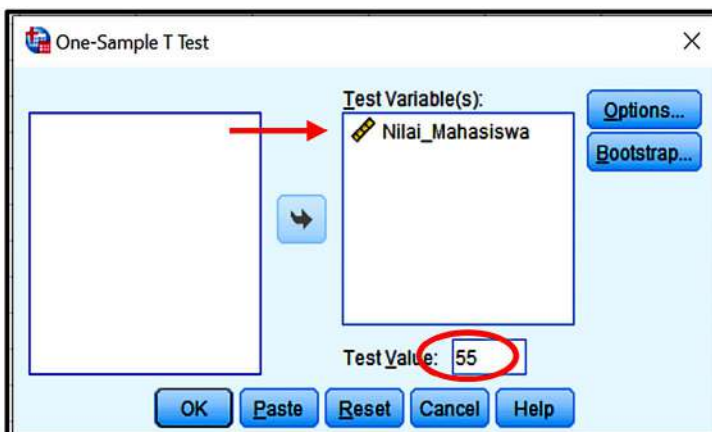 One-Sample T Test
Test Variable(s):
Nilai_Mahasiswa
Options...
Bootstrap...
Test Value: 55
OK Paste Reset Cancel Help